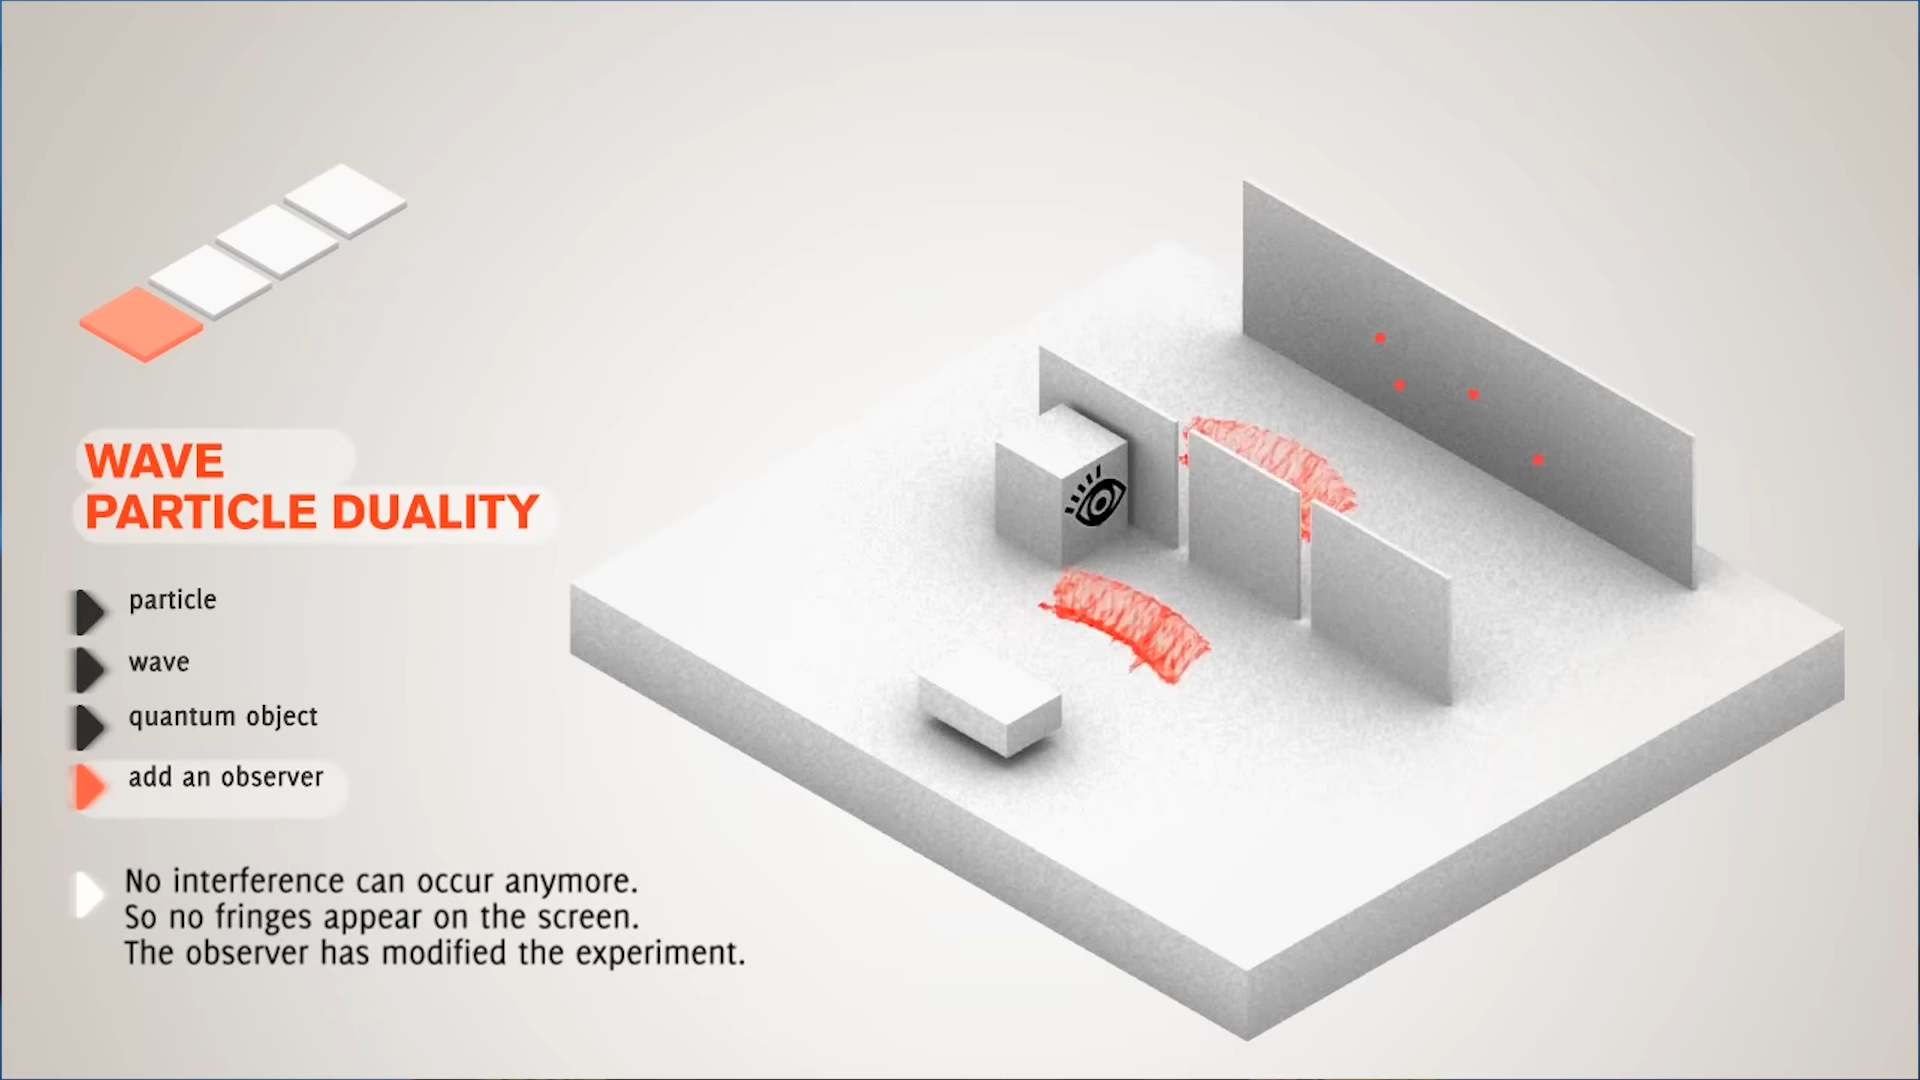 WAVE
PARTICLE DUALITY
particle
wave
quantum object
add an observer
No interference can occur anymore.
So no fringes appear on the screen.
The observer has modified the experiment.